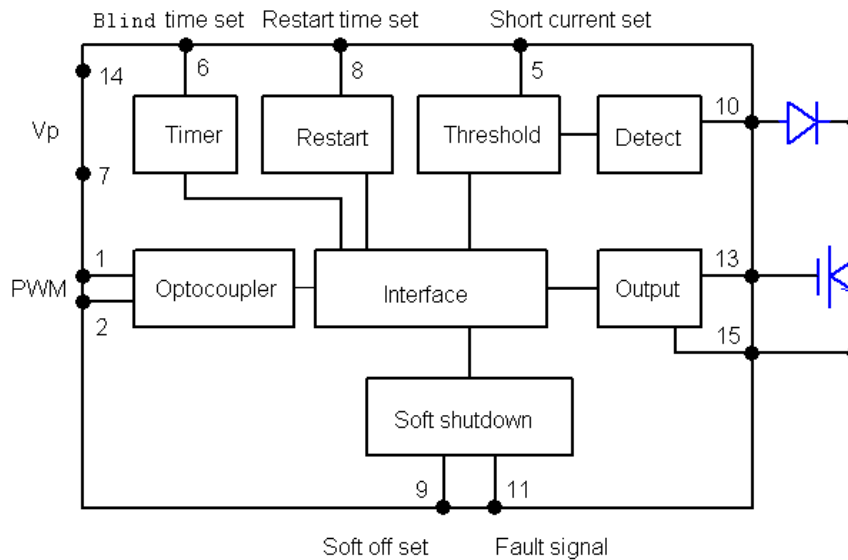 Blind time set Restart time set Short current set
6 8 5
14
10
Timer Restart Threshold Detect
Vp
7
1 13
PWM Optocoupler Interface Output
2 15
Soft shutdown
9 11
Soft off set Fault signal